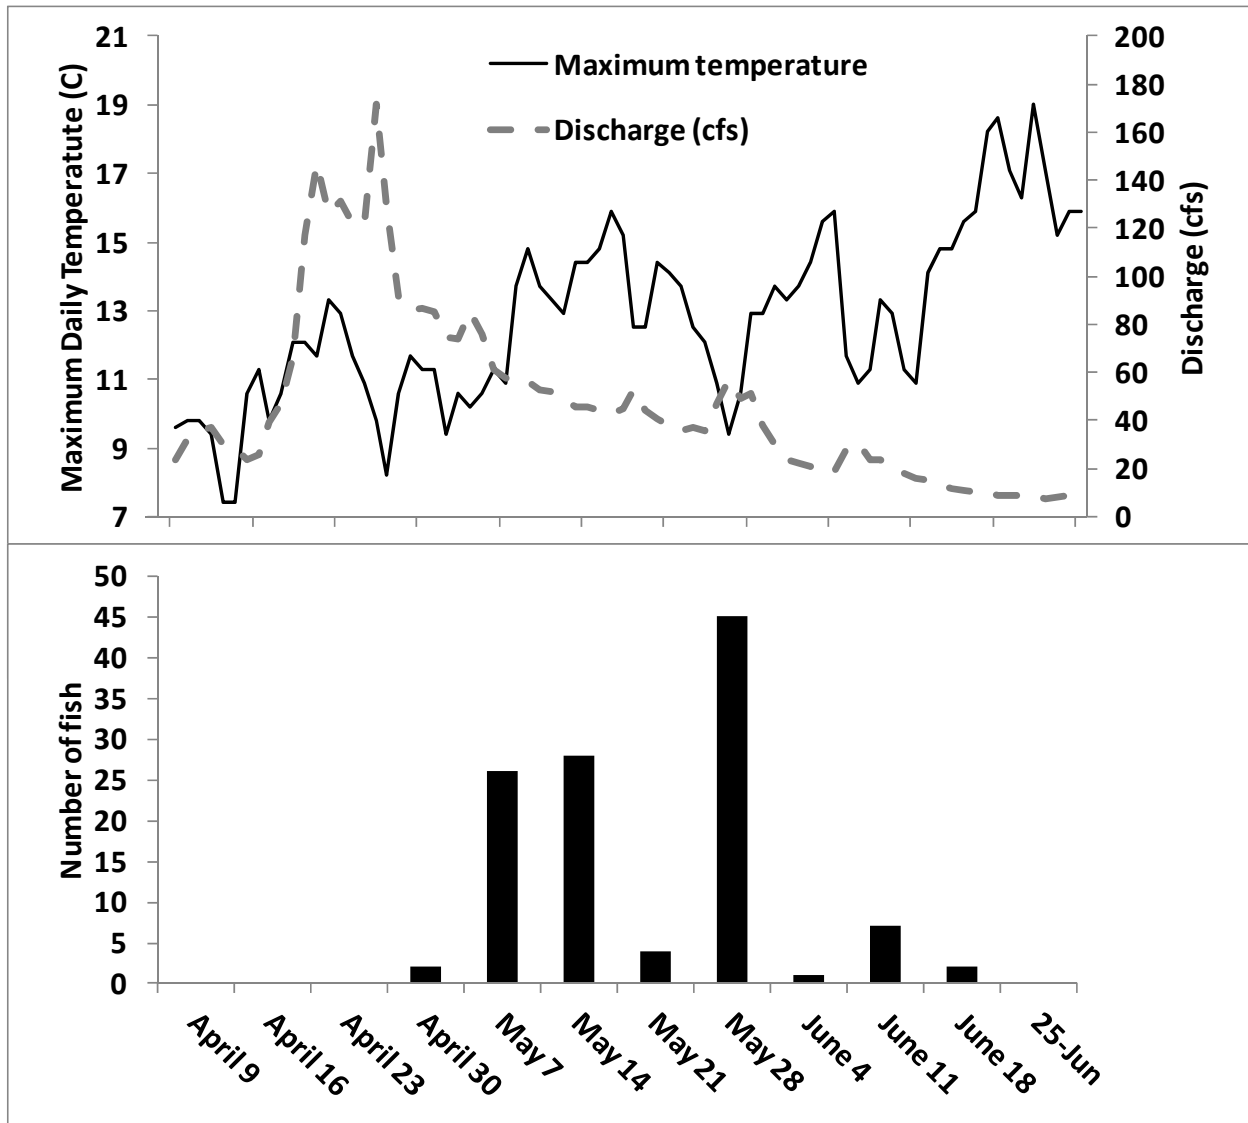 21
19
17
15
13
11
9
7
Maximum Daily Temperatute (C)
Maximum temperature
Discharge (cfs)
200
180
160
140
120
100
80
60
40
20
0
Discharge (cfs)
50
45
40
35
30
25
20
15
10
5
0
Number of fish
April 9
April 16
April 23
April 30
May 7
May 14
May 21
May 28
June 4
June 11
June 18
25-Jun